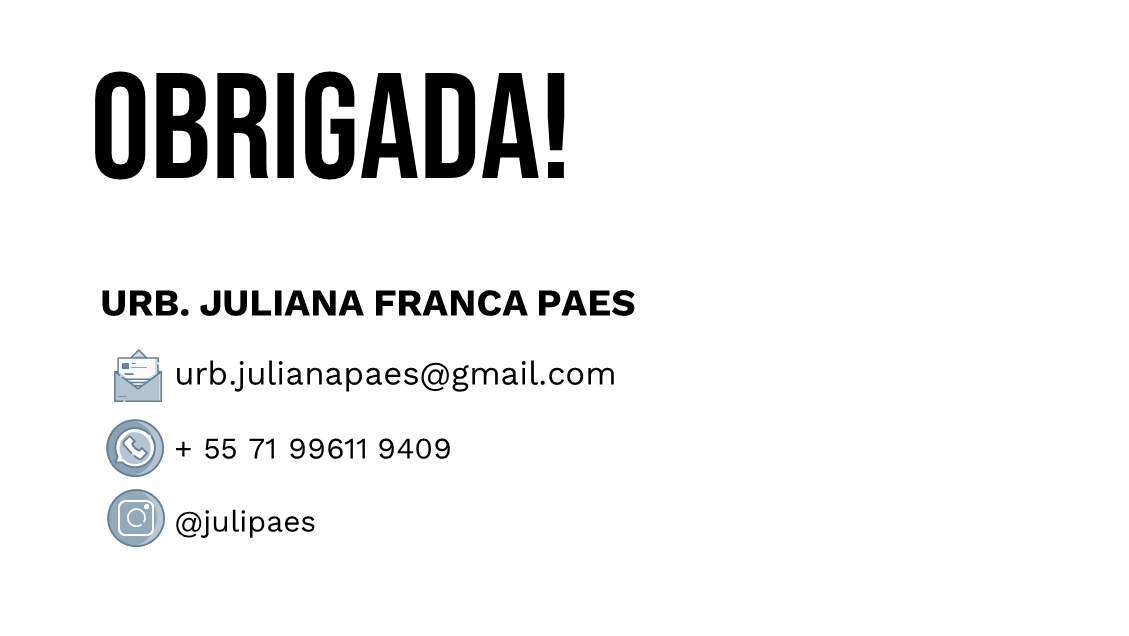 OBRIGADA!
URB. JULIANA FRANCA PAES
urb.julianapaes@gmail.com
+ 55 71 99611 9409
@julipaes